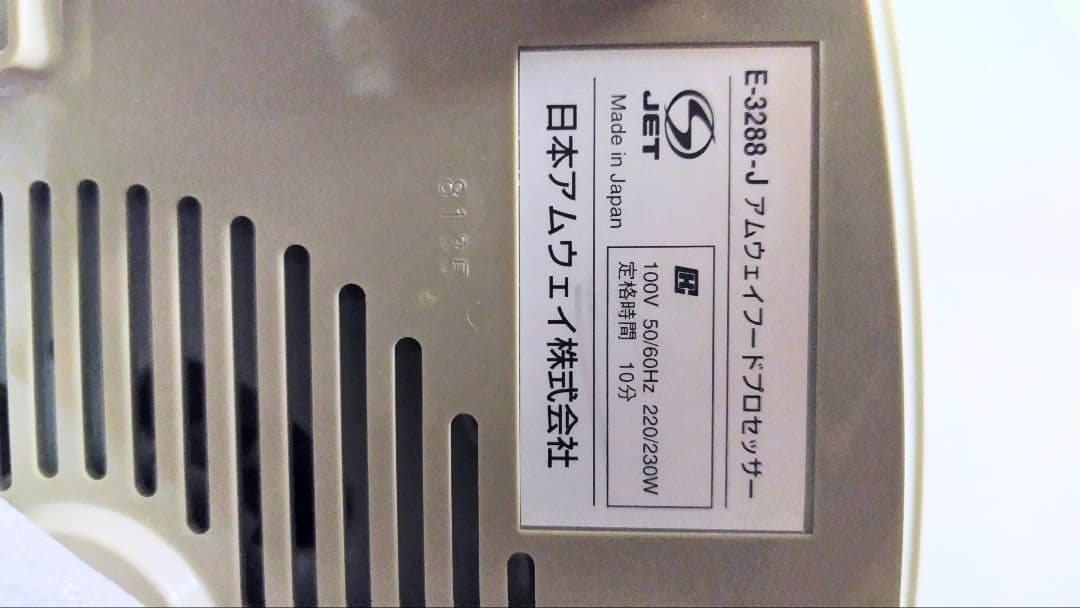 E-3288-J アムウェイフードプロセッサー
JET
Made in Japan
100V 50/60Hz 220/230W
定格時間 10分
日本アムウェイ株式会社